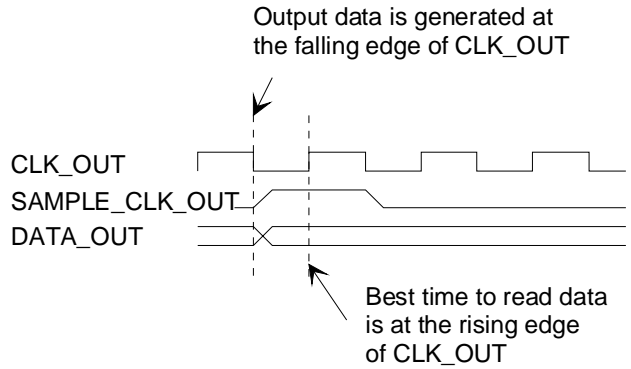 Output data is generated at
the falling edge of CLK_OUT
CLK_OUT
SAMPLE_CLK_OUT
DATA_OUT
Best time to read data
is at the rising edge
of CLK_OUT